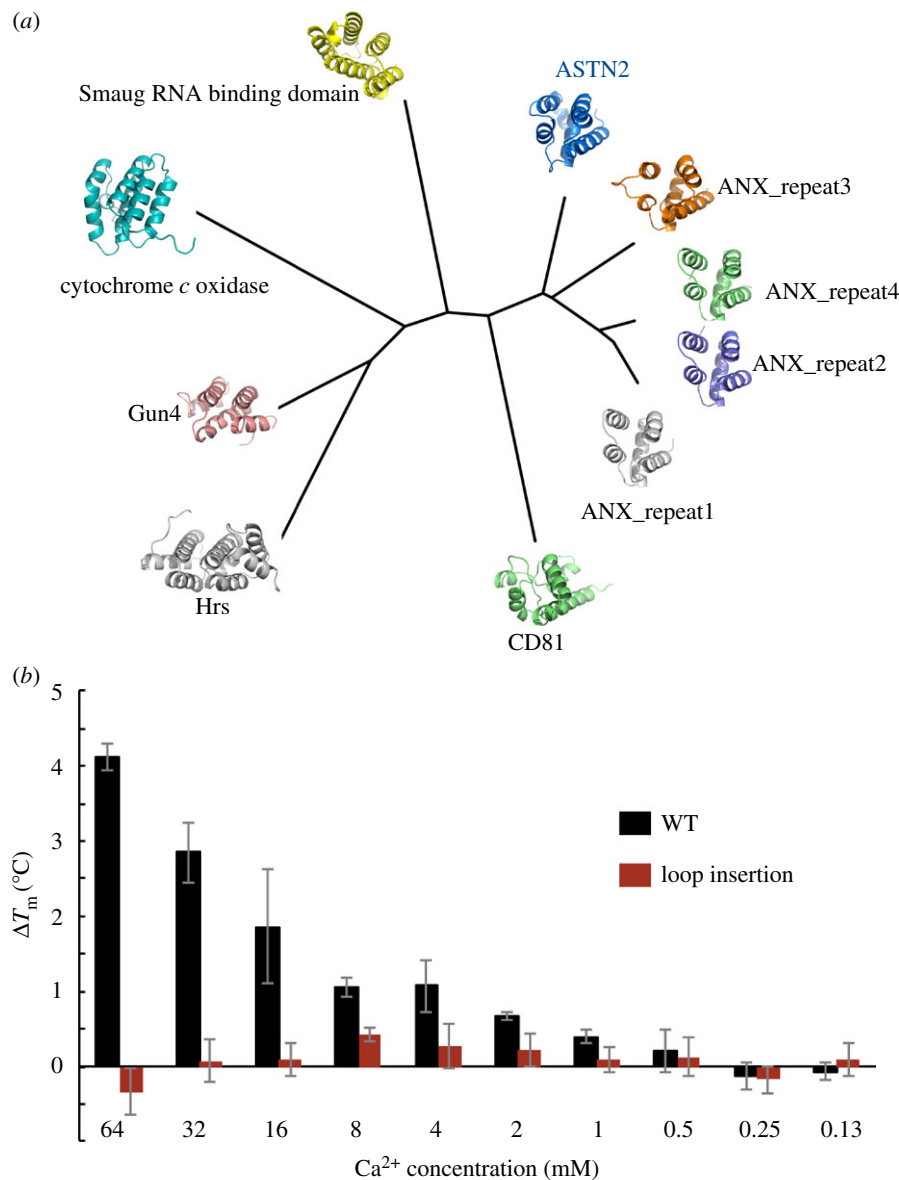 (a)
Smaug RNA binding domain
ASTN2
ANX_repeat3
cytochrome c oxidase
ANX_repeat4
ANX_repeat2
Gun4
ANX_repeat1
Hrs
CD81
(b)
5
4
3
2
1
0
ΔTm (°C)
WT
loop insertion
64 32 16 8 4 2 1 0.5 0.25 0.13
Ca2+ concentration (mM)